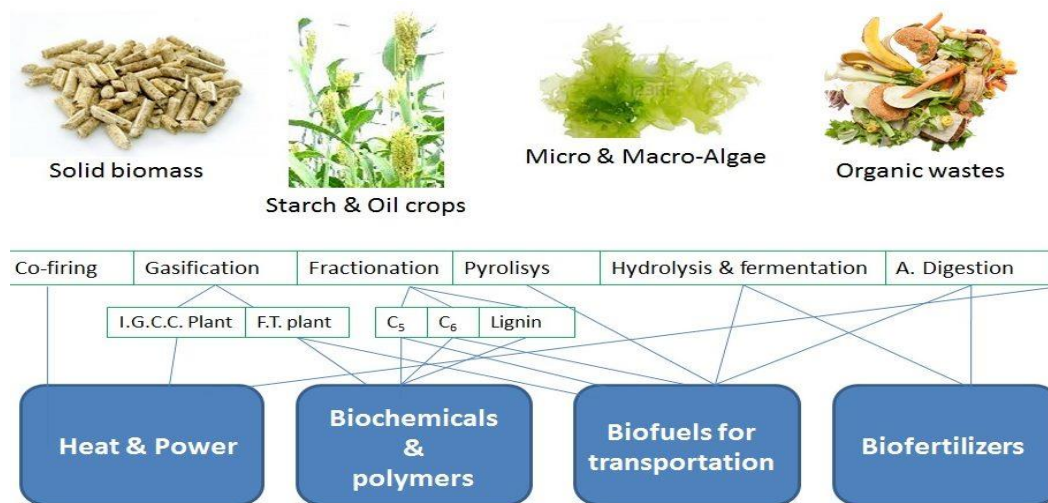 Solid biomass
Starch & Oil crops
Micro & Macro-Algae
Organic wastes
Co-firing
Gasification
Fractionation
Pyrolisys
Hydrolysis & fermentation
A. Digestion
I.G.C.C. Plant
F.T. plant
C₅
C₆
Lignin
Heat & Power
Biochemicals
&
polymers
Biofuels for
transportation
Biofertilizers